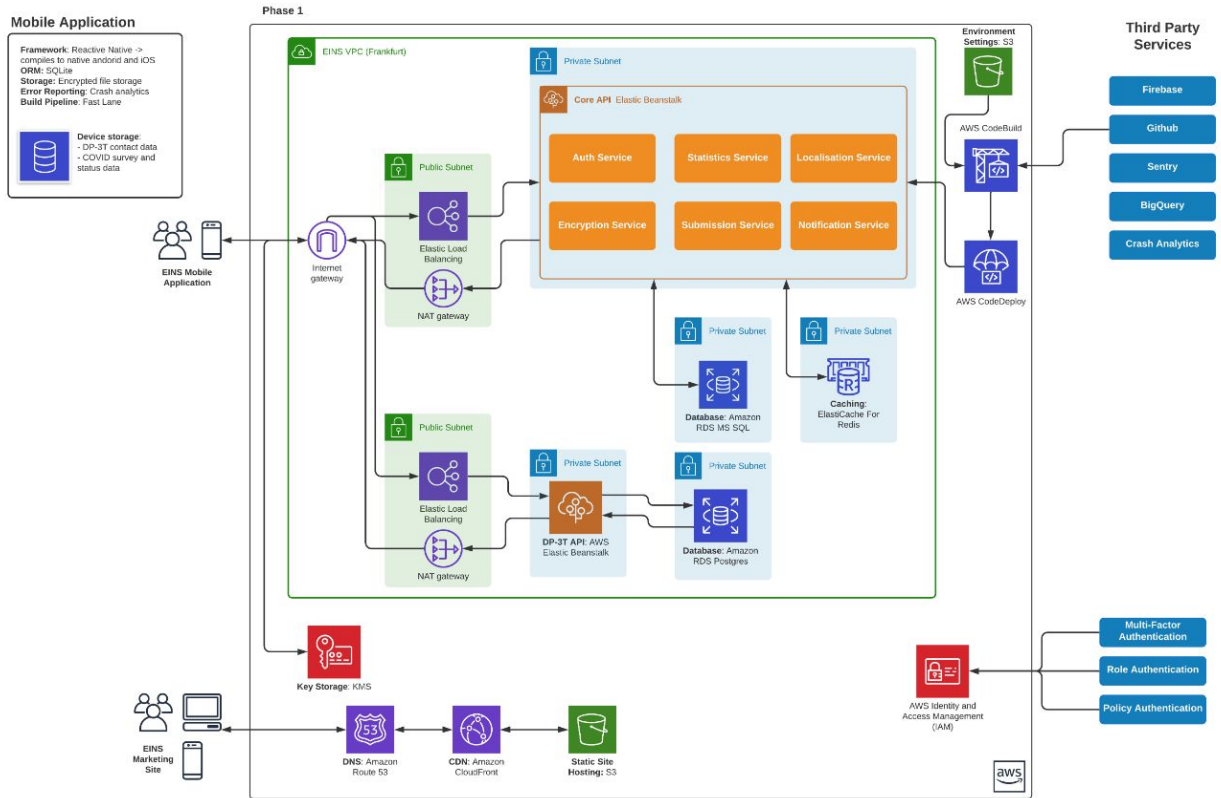 Phase 1
Mobile Application
Framework: Reactive Native ->
compiles to native andorid and iOS
ORM: SQLite
Storage: Encrypted file storage
Error Reporting: Crash analytics
Build Pipeline: Fast Lane
Device storage:
- DP-3T contact data
- COVID survey and
status data
EINS Mobile
Application
Internet
gateway
EINS VPC (Frankfurt)
Public Subnet
Elastic Load
Balancing
NAT gateway
Private Subnet
Core API Elastic Beanstalk
Auth Service
Statistics Service
Localisation Service
Encryption Service
Submission Service
Notification Service
Private Subnet
Database: Amazon
RDS MS SQL
Private Subnet
R
Caching:
ElastiCache For
Redis
Public Subnet
Elastic Load
Balancing
NAT gateway
Private Subnet
DP-3T API: AWS
Elastic Beanstalk
Private Subnet
Database: Amazon
RDS Postgres
Environment
Settings: S3
AWS CodeBuild
AWS CodeDeploy
Third Party
Services
Firebase
Github
Sentry
BigQuery
Crash Analytics
Key Storage: KMS
EINS
Marketing
Site
53
DNS: Amazon
Route 53
CDN: Amazon
CloudFront
Static Site
Hosting: S3
AWS Identity and
Access Management
(IAM)
Multi-Factor
Authentication
Role Authentication
Policy Authentication
aws